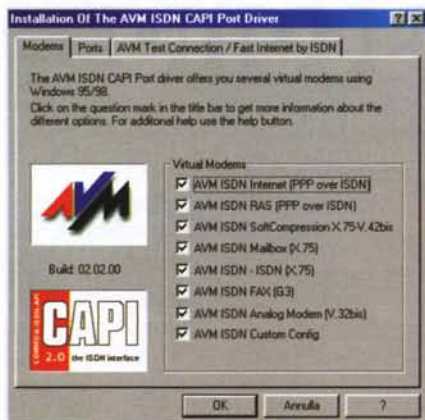 Installation Of The AVM ISDN CAPI Port Driver
Modems Ports AVM Test Connection / Fast Internet by ISDN
The AVM ISDN CAPI Port driver offers you several virtual modems using
Windows 95/98.
Click on the question mark in the title bar to get more information about the
different options. For additonal help use the help button.
AVM
Build: 02.02.00
COMMON-ISDN-API
CAPI
2.0 the ISDN interface
Virtual Modems
AVM ISDN Internet (PPP over ISDN)
AVM ISDN RAS (PPP over ISDN)
AVM ISDN SoftCompression X.75-V.42bis
AVM ISDN Mailbox (X.75)
AVM ISDN - ISDN (X.75)
AVM ISDN FAX (G3)
AVM ISDN Analog Modem (V.32bis)
AVM ISDN Custom Config
OK Annulla ?